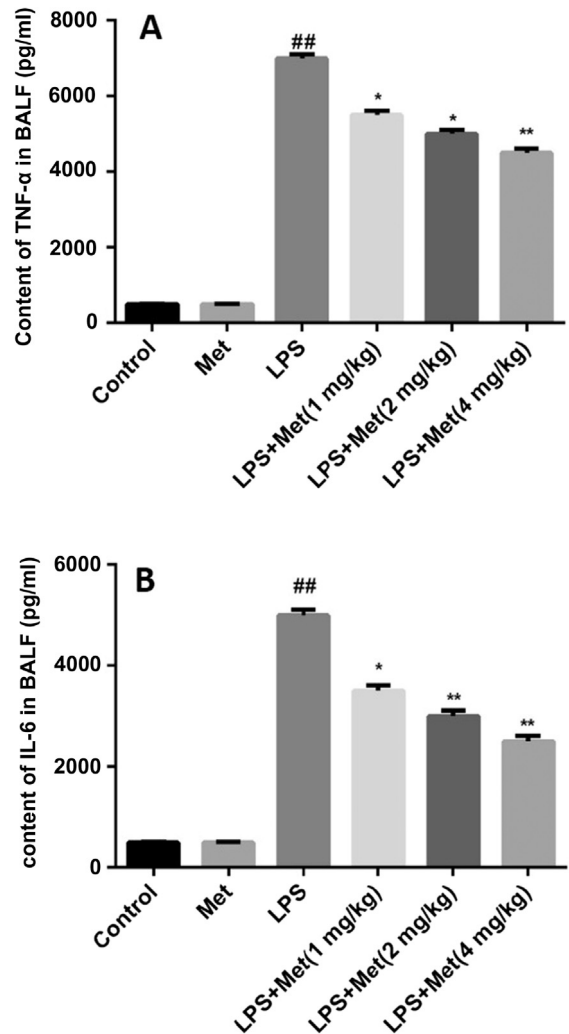 A
Content of TNF-α in BALF (pg/ml)
8000
6000
4000
2000
0
##
*
*
**
Control
Met
LPS
LPS+Met(1 mg/kg)
LPS+Met(2 mg/kg)
LPS+Met(4 mg/kg)
B
content of IL-6 in BALF (pg/ml)
6000
4000
2000
0
##
*
**
**
Control
Met
LPS
LPS+Met(1 mg/kg)
LPS+Met(2 mg/kg)
LPS+Met(4 mg/kg)